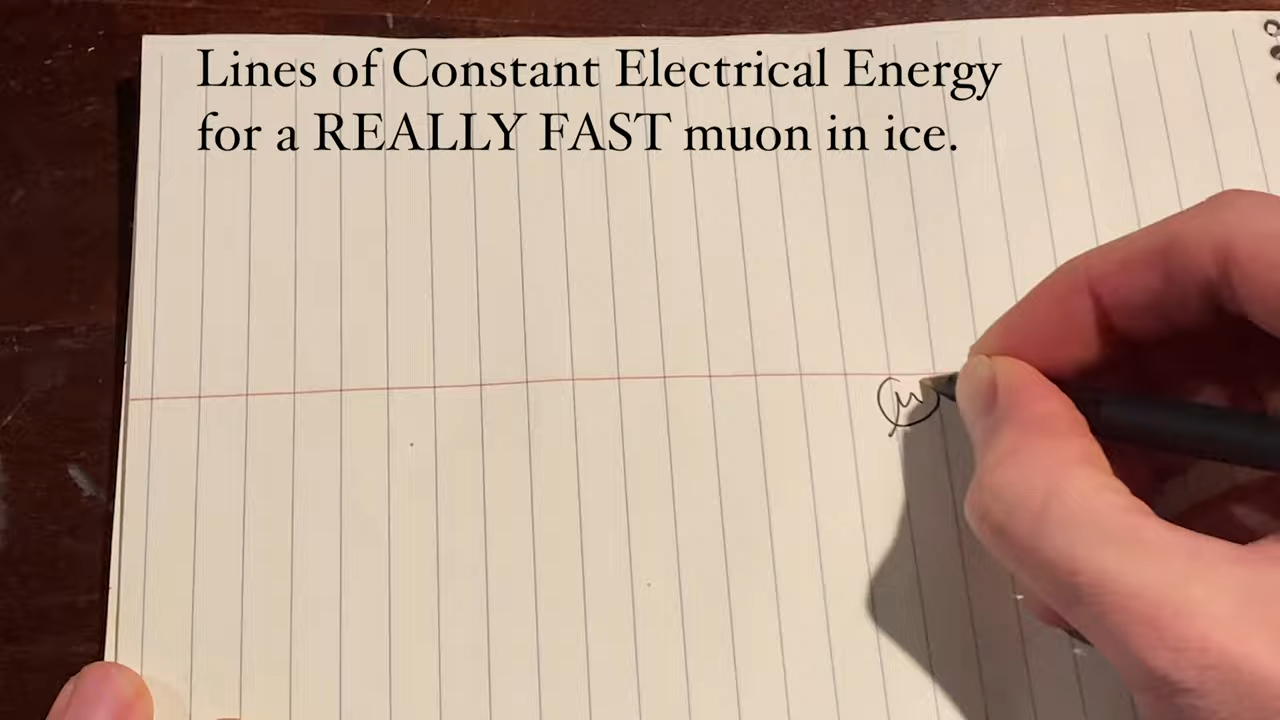 Lines of Constant Electrical Energy
for a REALLY FAST muon in ice.
μ